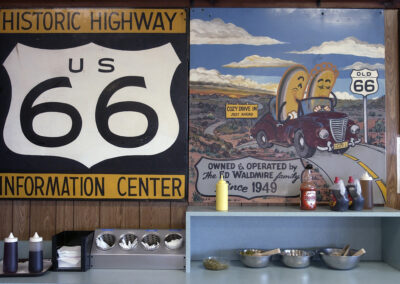 HISTORIC HIGHWAY
US
66
INFORMATION CENTER
COZY DRIVE IN
JUST AHEAD
OLD
66
OWNED & OPERATED BY
The ED WALDMIRE family
Since 1949